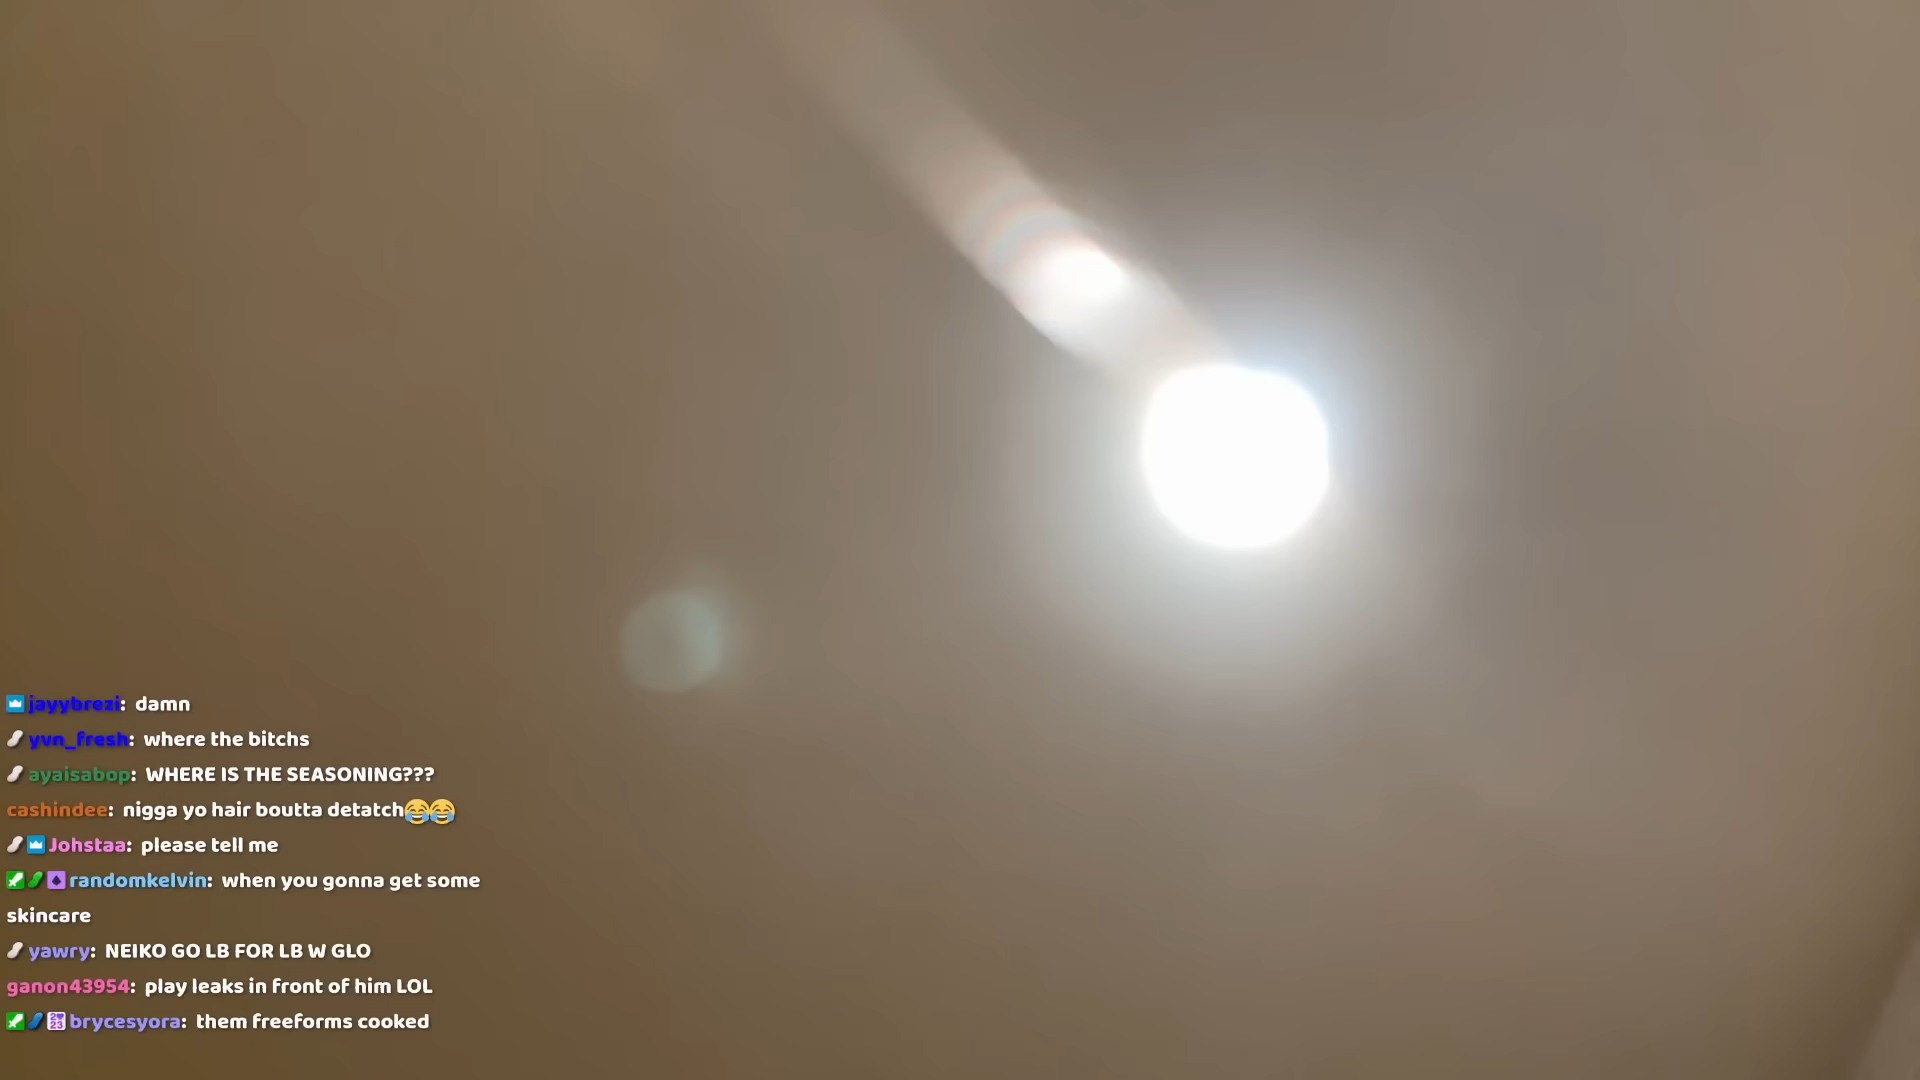 jayybrezi: damn
yvn_fresh: where the bitchs
ayaisabop: WHERE IS THE SEASONING???
cashindee: nigga yo hair boutta detatch😂😂
Johstaa: please tell me
randomkelvin: when you gonna get some
skincare
yawry: NEIKO GO LB FOR LB W GLO
ganon43954: play leaks in front of him LOL
brycesyora: them freeforms cooked